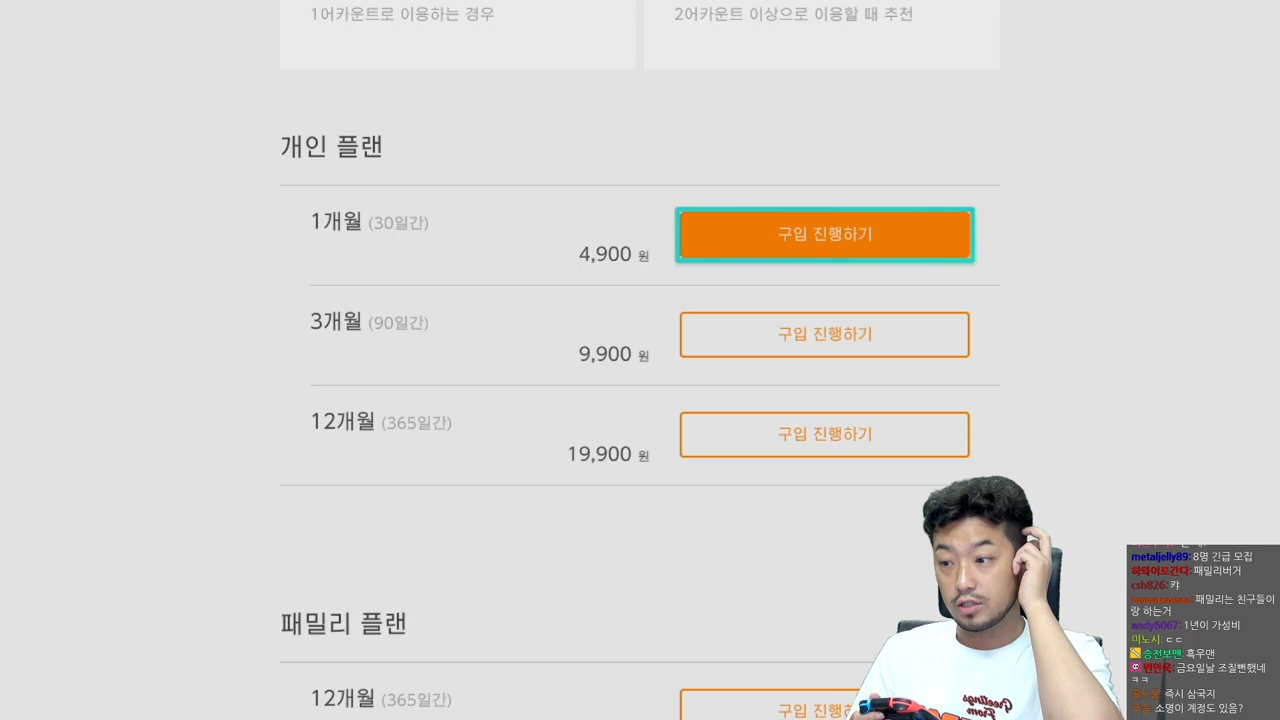 1어카운트로 이용하는 경우
2어카운트 이상으로 이용할 때 추천
개인 플랜
1개월 (30일간)
4,900 원
구입 진행하기
3개월 (90일간)
9,900 원
구입 진행하기
12개월 (365일간)
19,900 원
구입 진행하기
패밀리 플랜
12개월 (365일간)
구입 진행하기
Greetings
From
metaljelly89: 8명 긴급 모집
하와이로간다: 패밀리버거
csh826: 캬
패밀리는 친구들이
랑 하는거
andy5067: 1년이 가성비
미노시: ㄷㄷ
승전보맨: 흑우맨
번만욱: 금요일날 조질뻔했네
ㅋㅋ
즉시 삼국지
소영이 계정도 있음?